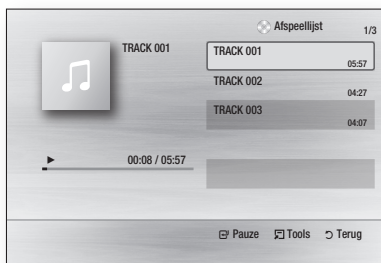 Afspeellijst 1/3
TRACK 001
TRACK 001
05:57
TRACK 002
04:27
TRACK 003
04:07
00:08 / 05:57
Pauze Tools Terug